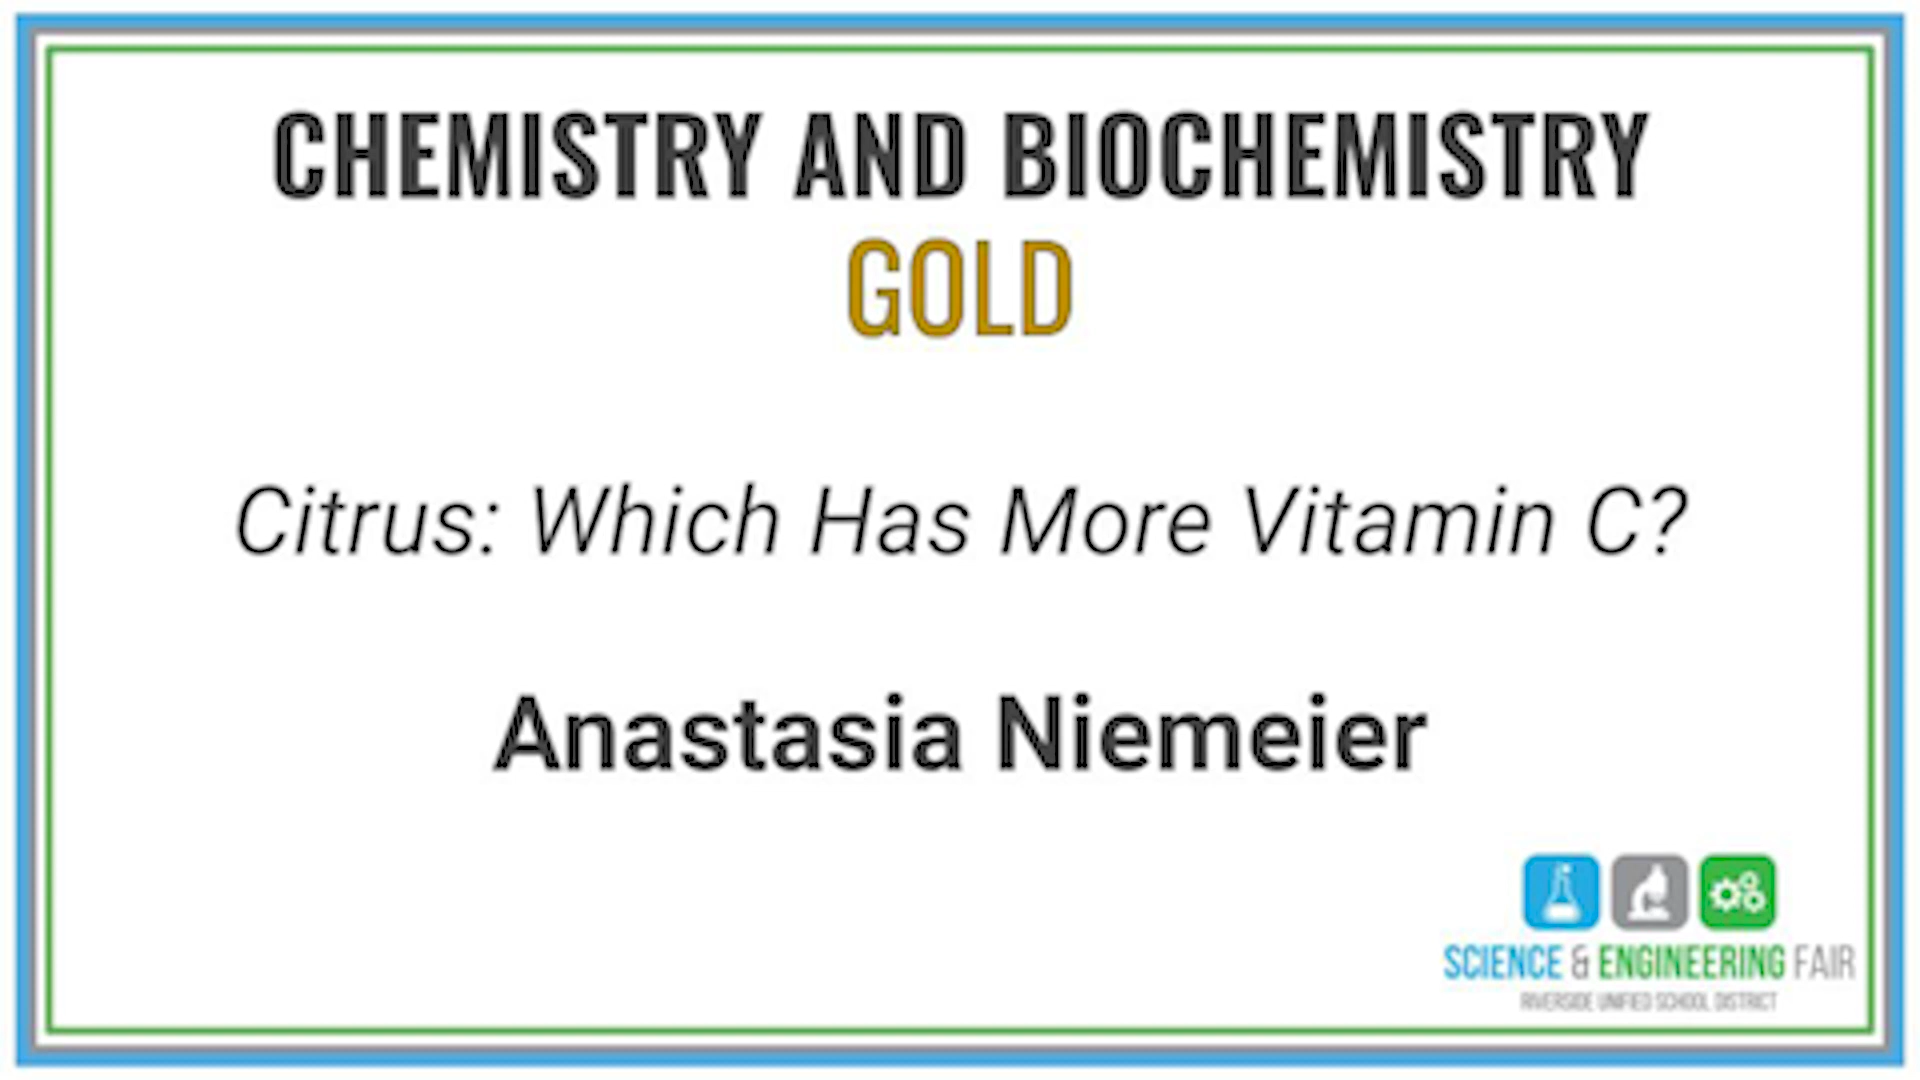 CHEMISTRY AND BIOCHEMISTRY
GOLD
Citrus: Which Has More Vitamin C?
Anastasia Niemeier
SCIENCE & ENGINEERING FAIR
RIVERSIDE UNIFIED SCHOOL DISTRICT